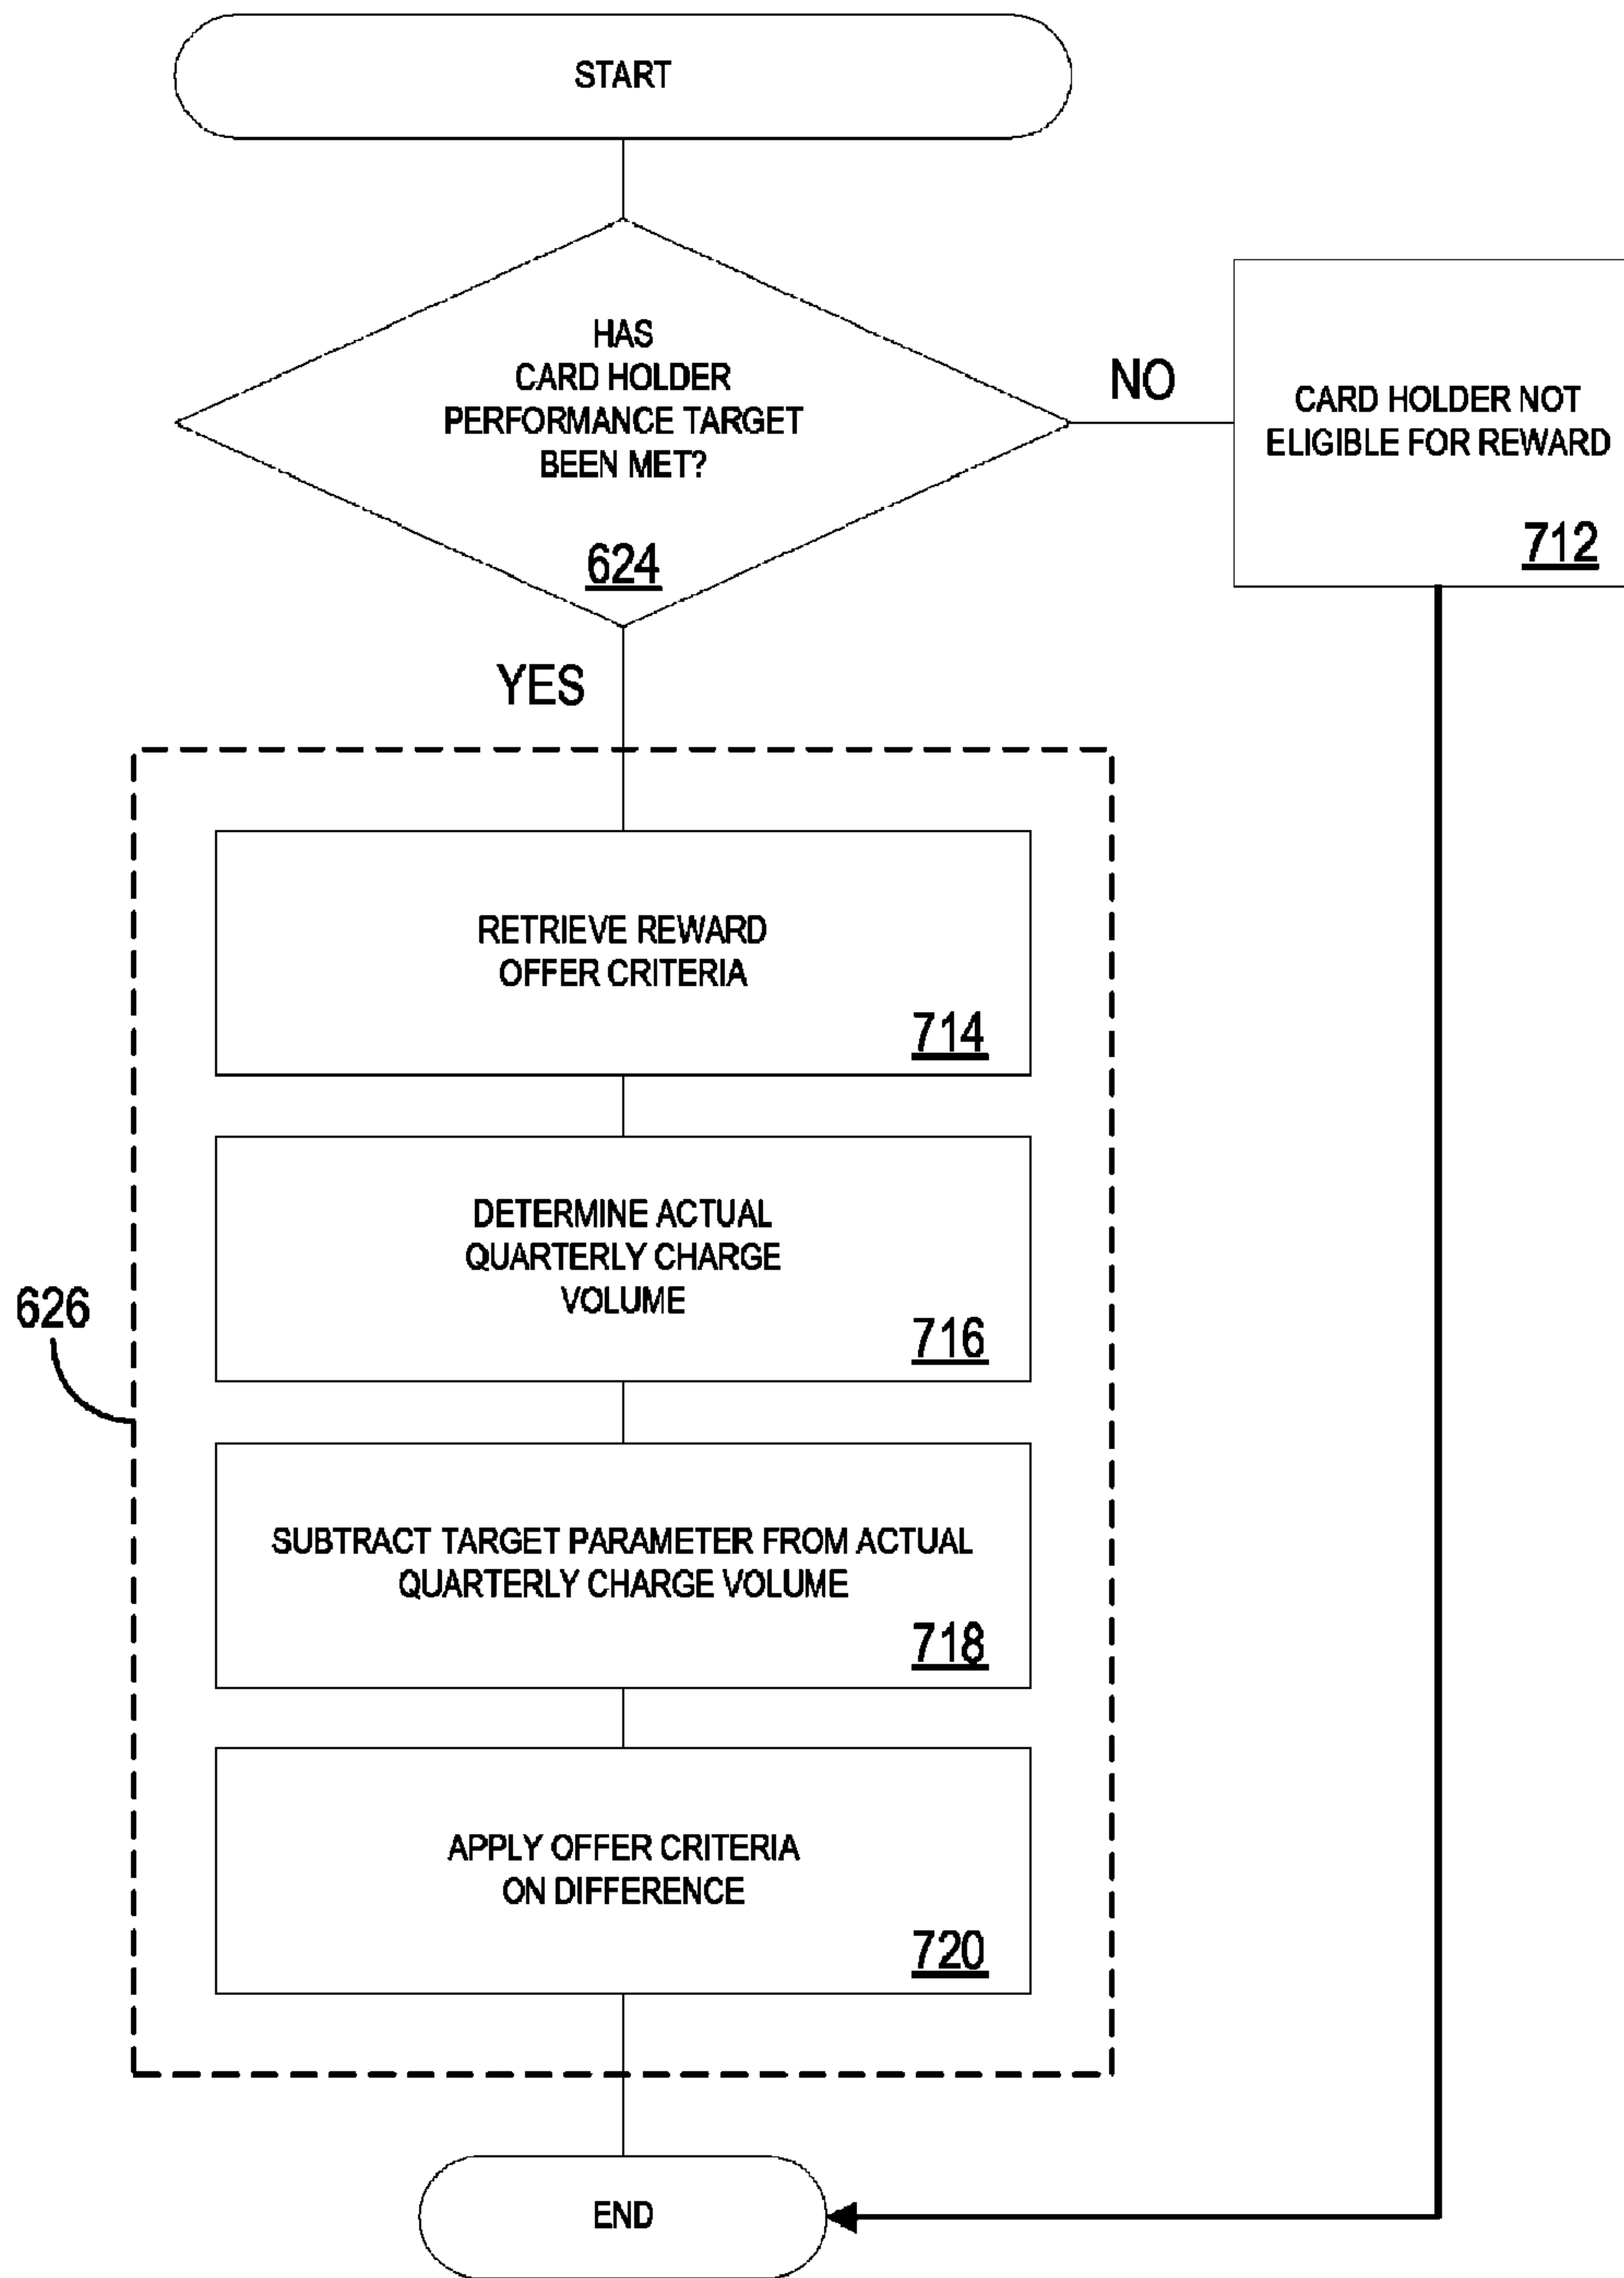 START
HAS
CARD HOLDER
PERFORMANCE TARGET
BEEN MET?
624
NO
CARD HOLDER NOT
ELIGIBLE FOR REWARD
712
YES
RETRIEVE REWARD
OFFER CRITERIA
714
DETERMINE ACTUAL
QUARTERLY CHARGE
VOLUME
716
626
SUBTRACT TARGET PARAMETER FROM ACTUAL
QUARTERLY CHARGE VOLUME
718
APPLY OFFER CRITERIA
ON DIFFERENCE
720
END